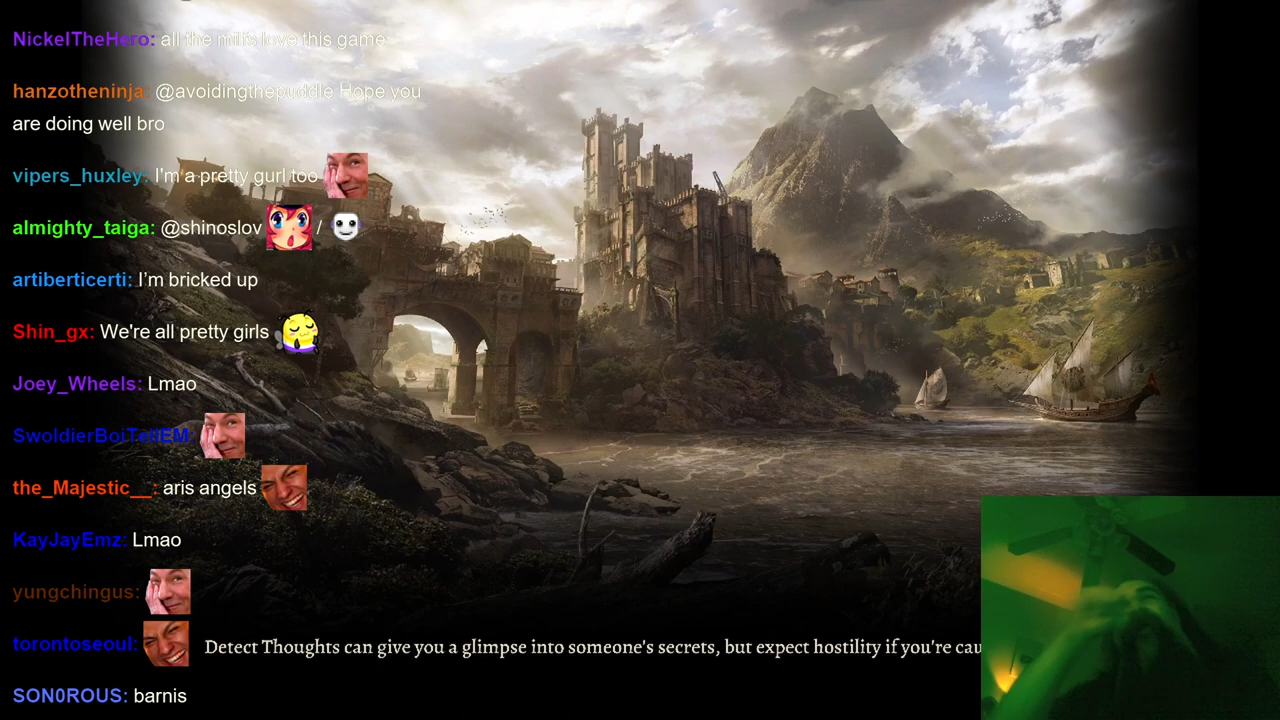 NickelTheHero: all the milfs love this game
hanzotheninja: @avoidingthepuddle Hope you
are doing well bro
vipers_huxley: I'm a pretty gurl too
almighty_taiga: @shinoslov /
artiberticerti: I'm bricked up
Shin_gx: We're all pretty girls
Joey_Wheels: Lmao
SwoldierBoiTellEM:
the_Majestic__: aris angels
KayJayEmz: Lmao
yungchingus:
torontoseoul:
Detect Thoughts can give you a glimpse into someone's secrets, but expect hostility if you're cau
SON0ROUS: barnis